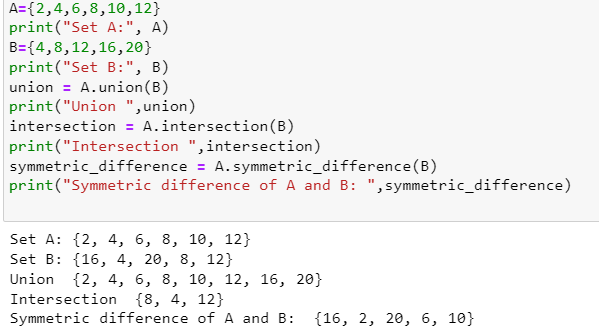 A={2,4,6,8,10,12}
print("Set A:", A)
B={4,8,12,16,20}
print("Set B:", B)
union = A.union(B)
print("Union ",union)
intersection = A.intersection(B)
print("Intersection ",intersection)
symmetric_difference = A.symmetric_difference(B)
print("Symmetric difference of A and B: ",symmetric_difference)
Set A: {2, 4, 6, 8, 10, 12}
Set B: {16, 4, 20, 8, 12}
Union  {2, 4, 6, 8, 10, 12, 16, 20}
Intersection  {8, 4, 12}
Symmetric difference of A and B:  {16, 2, 20, 6, 10}